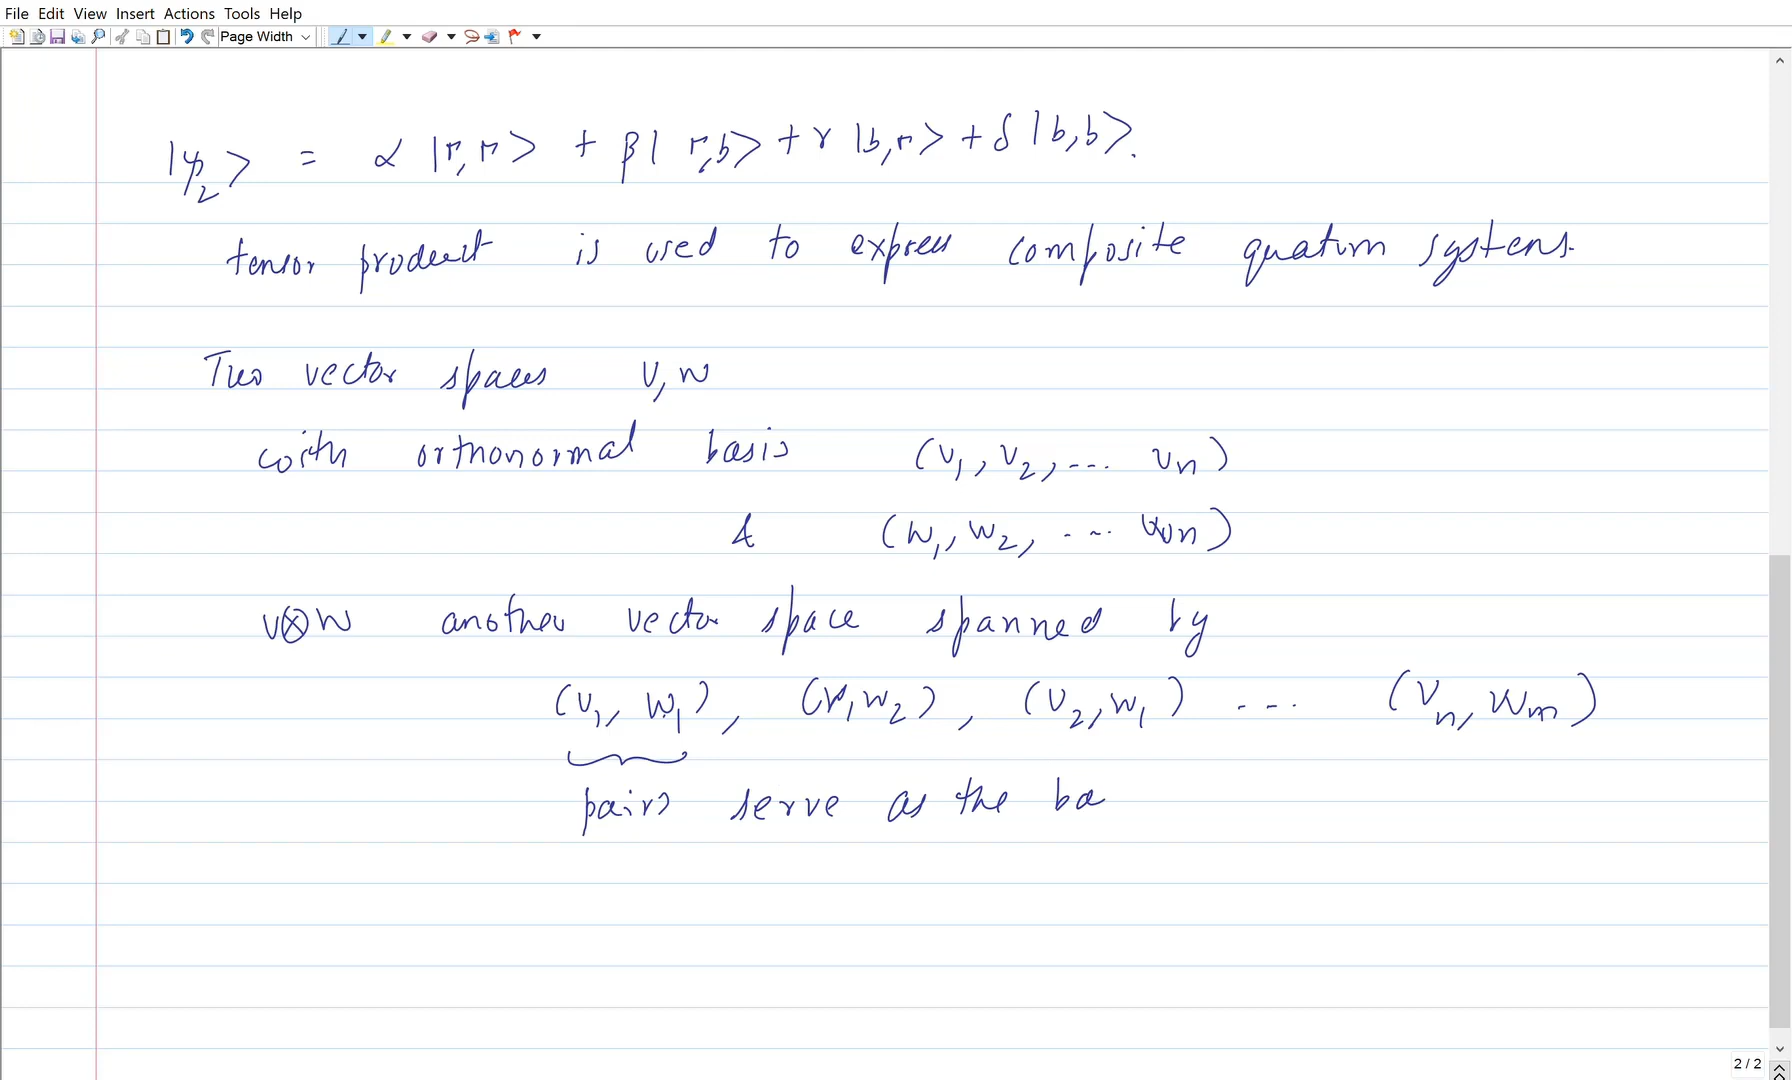 File Edit View Insert Actions Tools Help
Page Width
|ψ₂> = α |r,r> + β| r,b> + γ |b,r> + δ |b,b>.
tensor product is used to express composite quatum systems.
Two vector spaces V, W
with orthonormal basis (v₁, v₂, ... vn)
& (w₁, w₂, ... wn)
V⊗W another vector space spanned by
(v₁, w₁), (v₁, w₂), (v₂, w₁) ... (vn, wm)
pairs serve as the ba
2 / 2